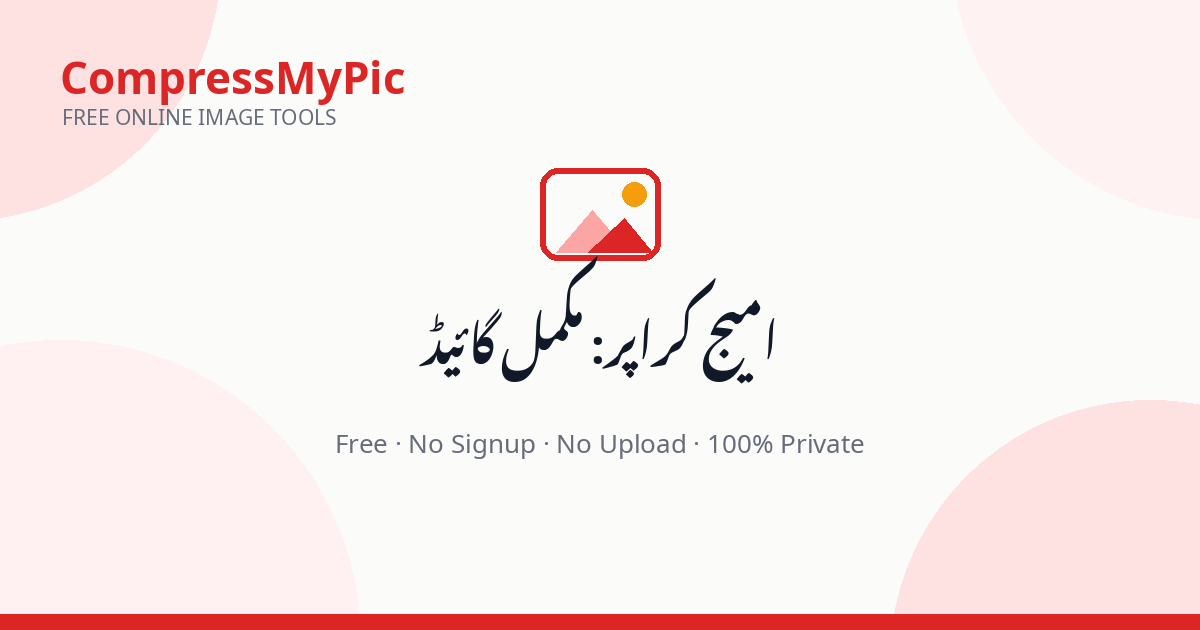 CompressMyPic
FREE ONLINE IMAGE TOOLS
امیج کراپر: مکمل گائیڈ
Free · No Signup · No Upload · 100% Private